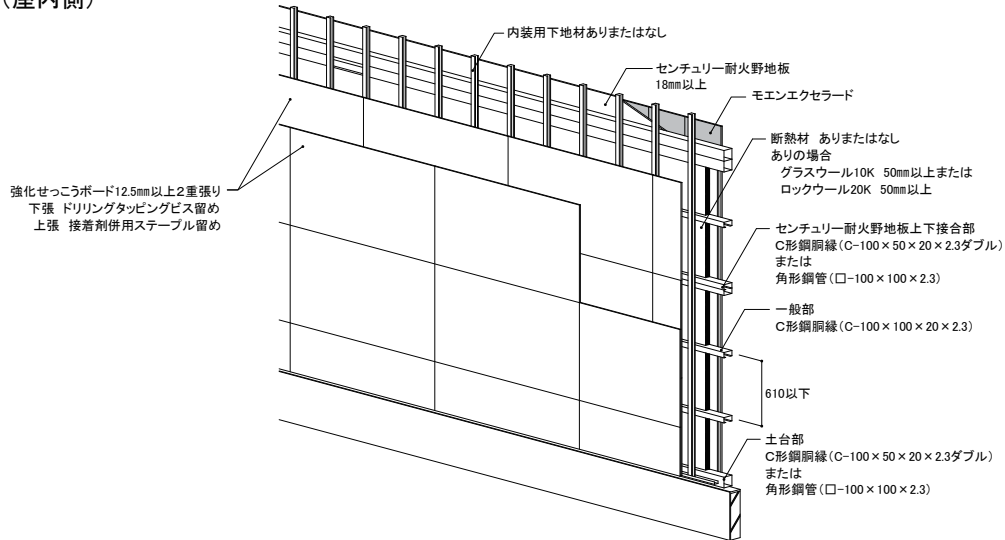 (屋内側)
内装用下地材ありまたはなし
センチュリー耐火野地板
18㎜以上
モエンエクセラード
断熱材 ありまたはなし
ありの場合
グラスウール10K 50㎜以上または
ロックウール20K 50㎜以上
強化せっこうボード12.5㎜以上2重張り
下張 ドリリングタッピングビス留め
上張 接着剤併用ステープル留め
センチュリー耐火野地板上下接合部
C形鋼胴縁(C-100×50×20×2.3ダブル)
または
角形鋼管(□-100×100×2.3)
一般部
C形鋼胴縁(C-100×100×20×2.3)
610以下
土台部
C形鋼胴縁(C-100×50×20×2.3ダブル)
または
角形鋼管(□-100×100×2.3)